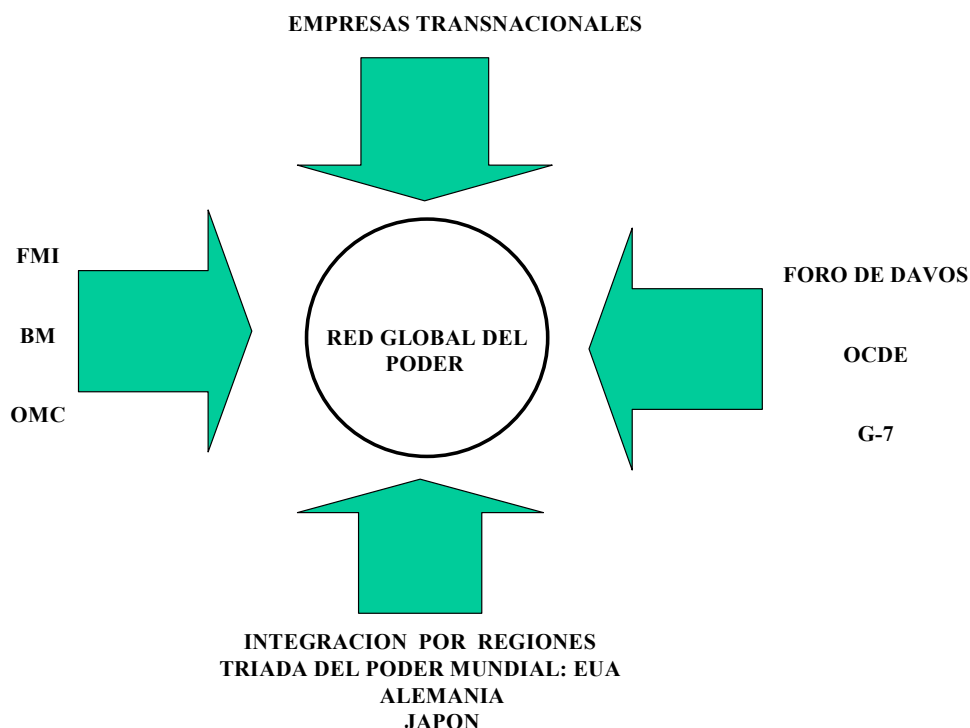 EMPRESAS TRANSNACIONALES
FMI
BM
OMC
RED GLOBAL DEL
PODER
FORO DE DAVOS
OCDE
G-7
INTEGRACION POR REGIONES
TRIADA DEL PODER MUNDIAL: EUA
ALEMANIA
JAPON